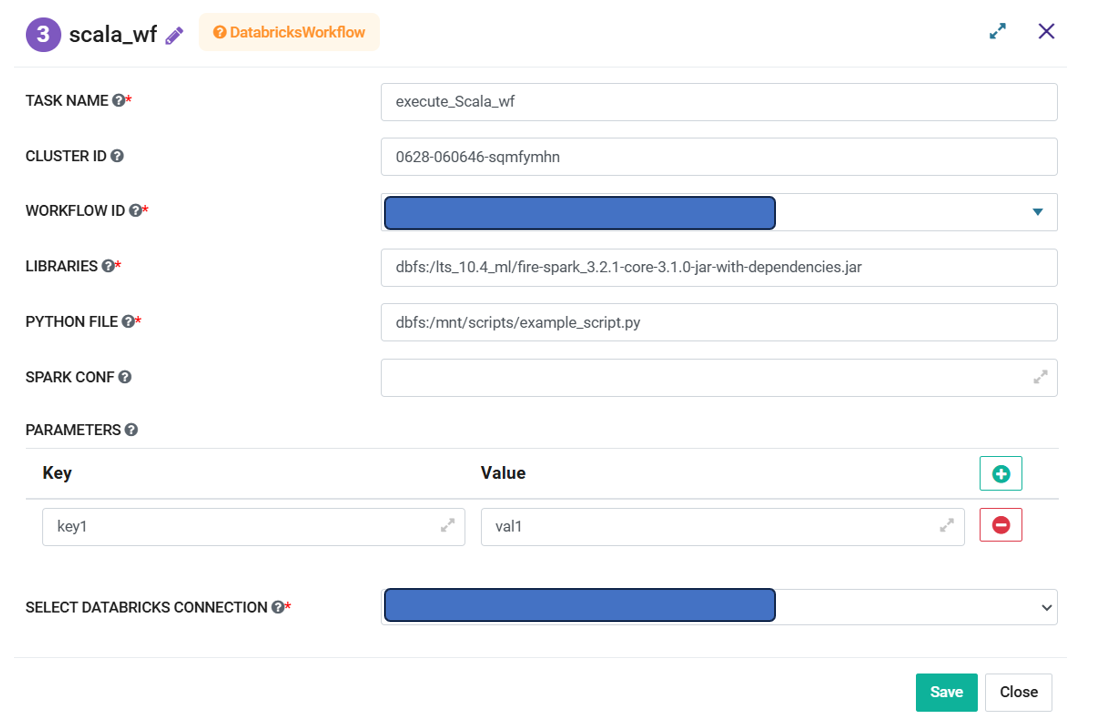 3 scala_wf DatabricksWorkflow
TASK NAME *
execute_Scala_wf
CLUSTER ID
0628-060646-sqmfymhn
WORKFLOW ID *
LIBRARIES *
dbfs:/lts_10.4_ml/fire-spark_3.2.1-core-3.1.0-jar-with-dependencies.jar
PYTHON FILE *
dbfs:/mnt/scripts/example_script.py
SPARK CONF
PARAMETERS
Key Value
key1 val1
SELECT DATABRICKS CONNECTION *
Save Close